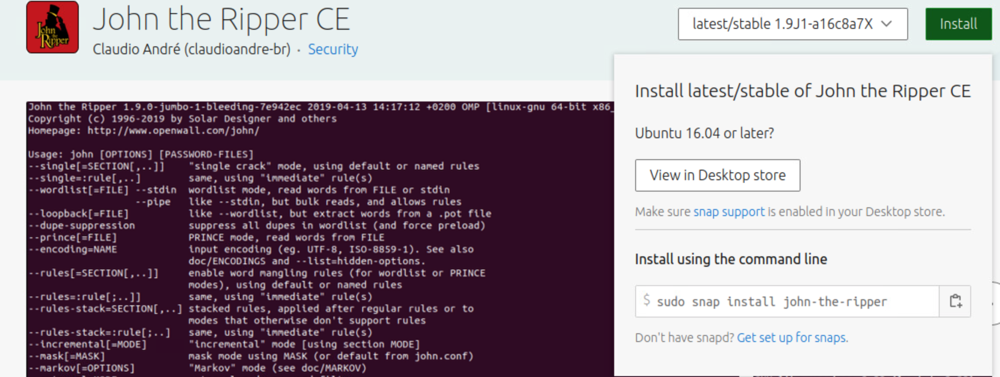 John the Ripper
John the Ripper CE
Claudio André (claudioandre-br) · Security
latest/stable 1.9J1-a16c8a7X
Install
John the Ripper 1.9.0-jumbo-1-bleeding-7e942ec 2019-04-13 14:17:12 +0200 OMP [linux-gnu 64-bit x86_
Copyright (c) 1996-2019 by Solar Designer and others
Homepage: http://www.openwall.com/john/
Usage: john [OPTIONS] [PASSWORD-FILES]
--single[=SECTION[,..]] "single crack" mode, using default or named rules
--single=:rule[,..] same, using "immediate" rule(s)
--wordlist[=FILE] --stdin wordlist mode, read words from FILE or stdin
--pipe like --stdin, but bulk reads, and allows rules
--loopback[=FILE] like --wordlist, but extract words from a .pot file
--dupe-suppression suppress all dupes in wordlist (and force preload)
--prince[=FILE] PRINCE mode, read words from FILE
--encoding=NAME input encoding (eg. UTF-8, ISO-8859-1). See also
doc/ENCODINGS and --list=hidden-options.
--rules[=SECTION[,..]] enable word mangling rules (for wordlist or PRINCE
modes), using default or named rules
--rules=:rule[;..]] same, using "immediate" rule(s)
--rules-stack=SECTION[,..] stacked rules, applied after regular rules or to
modes that otherwise don't support rules
--rules-stack=:rule[;..] same, using "immediate" rule(s)
--incremental[=MODE] "incremental" mode [using section MODE]
--mask[=MASK] mask mode using MASK (or default from john.conf)
--markov[=OPTIONS] "Markov" mode (see doc/MARKOV)
Install latest/stable of John the Ripper CE
Ubuntu 16.04 or later?
View in Desktop store
Make sure snap support is enabled in your Desktop store.
Install using the command line
$ sudo snap install john-the-ripper
Don't have snapd? Get set up for snaps.